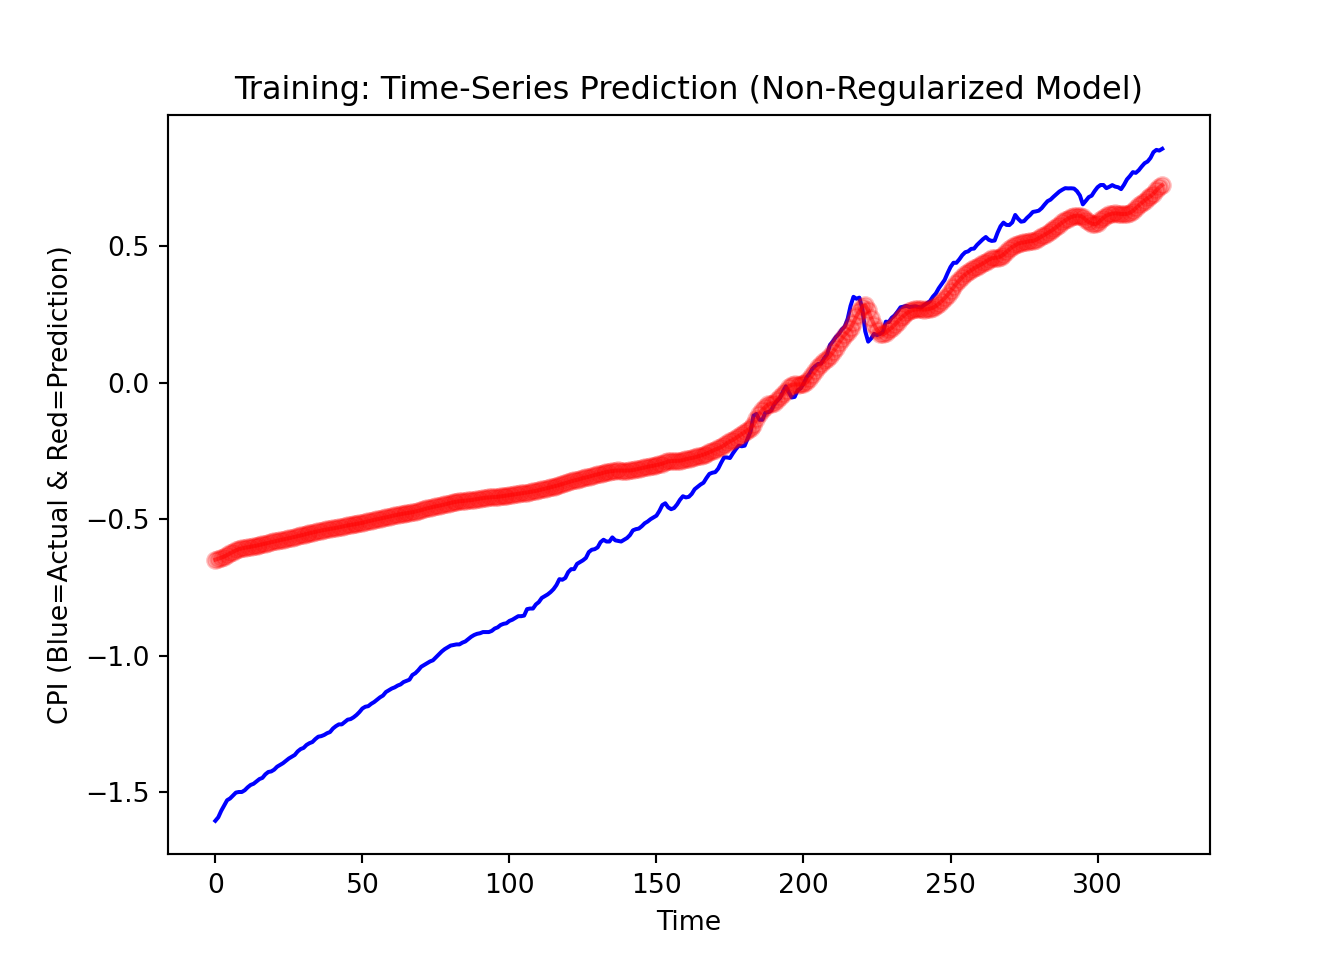 Training: Time-Series Prediction (Non-Regularized Model)
CPI (Blue=Actual & Red=Prediction)
0.5
0.0
−0.5
−1.0
−1.5
0 50 100 150 200 250 300
Time